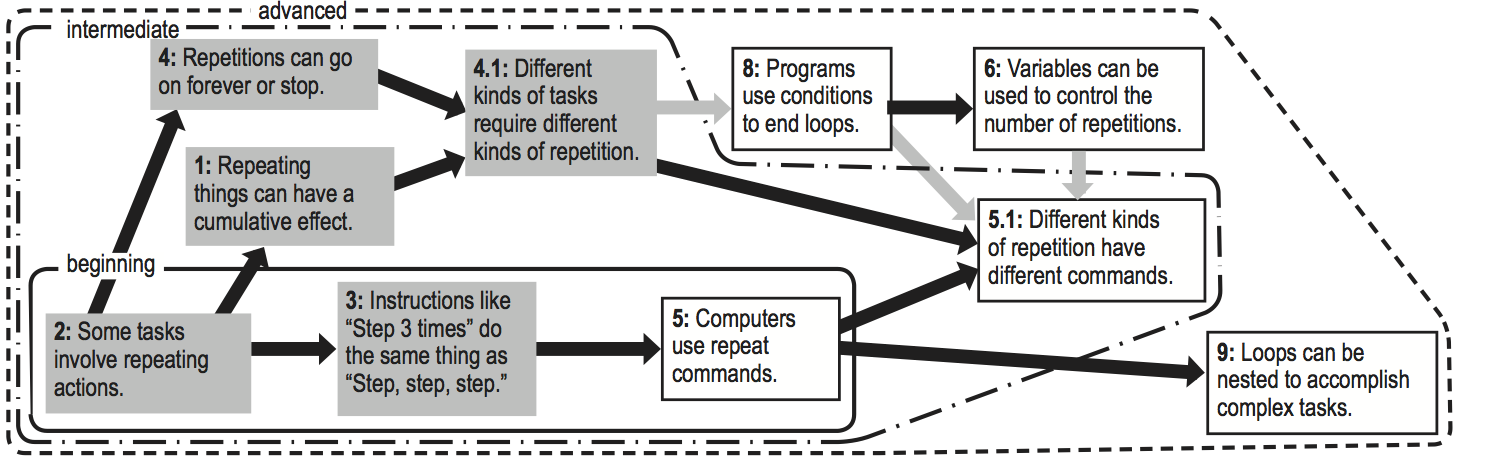 advanced
intermediate
4: Repetitions can go
on forever or stop.
4.1: Different
kinds of tasks
require different
kinds of repetition.
8: Programs
use conditions
to end loops.
6: Variables can be
used to control the
number of repetitions.
1: Repeating
things can have a
cumulative effect.
5.1: Different kinds
of repetition have
different commands.
beginning
2: Some tasks
involve repeating
actions.
3: Instructions like
“Step 3 times” do
the same thing as
“Step, step, step.”
5: Computers
use repeat
commands.
9: Loops can be
nested to accomplish
complex tasks.